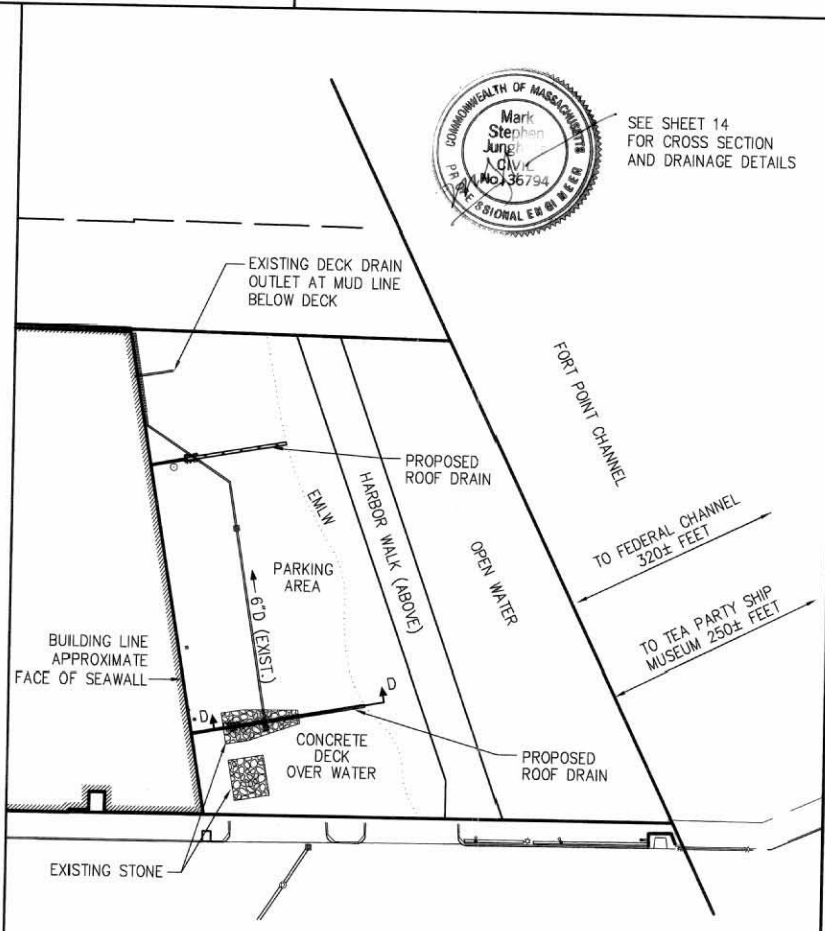 COMMONWEALTH OF MASSACHUSETTS
Mark
Stephen
CIVIL
No. 36794
PROFESSIONAL ENGINEER
SEE SHEET 14
FOR CROSS SECTION
AND DRAINAGE DETAILS
EXISTING DECK DRAIN
OUTLET AT MUD LINE
BELOW DECK
FORT POINT CHANNEL
PROPOSED
ROOF DRAIN
EMLW
HARBOR WALK (ABOVE)
OPEN WATER
TO FEDERAL CHANNEL
320± FEET
PARKING
AREA
6"D (EXIST.)
TO TEA PARTY SHIP
MUSEUM 250± FEET
BUILDING LINE
APPROXIMATE
FACE OF SEAWALL
D
D
CONCRETE
DECK
OVER WATER
PROPOSED
ROOF DRAIN
EXISTING STONE